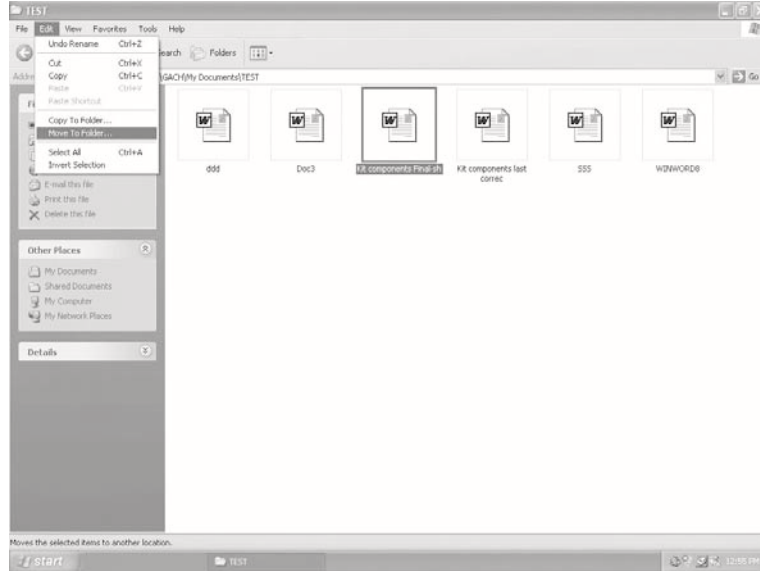 TEST
File Edit View Favorites Tools Help
Search Folders
GACH\My Documents\TEST Go
Undo Rename Ctrl+Z
Cut Ctrl+X
Copy Ctrl+C
Paste Ctrl+V
Paste Shortcut
Copy To Folder...
Move To Folder...
Select All Ctrl+A
Invert Selection
E-mail this file
Print this file
Delete this file
Other Places
My Documents
Shared Documents
My Computer
My Network Places
Details
ddd Doc3 Kit components Final-sh Kit components last SSS WINWORD8
correc
Moves the selected items to another location.
start TEST 12:55 PM